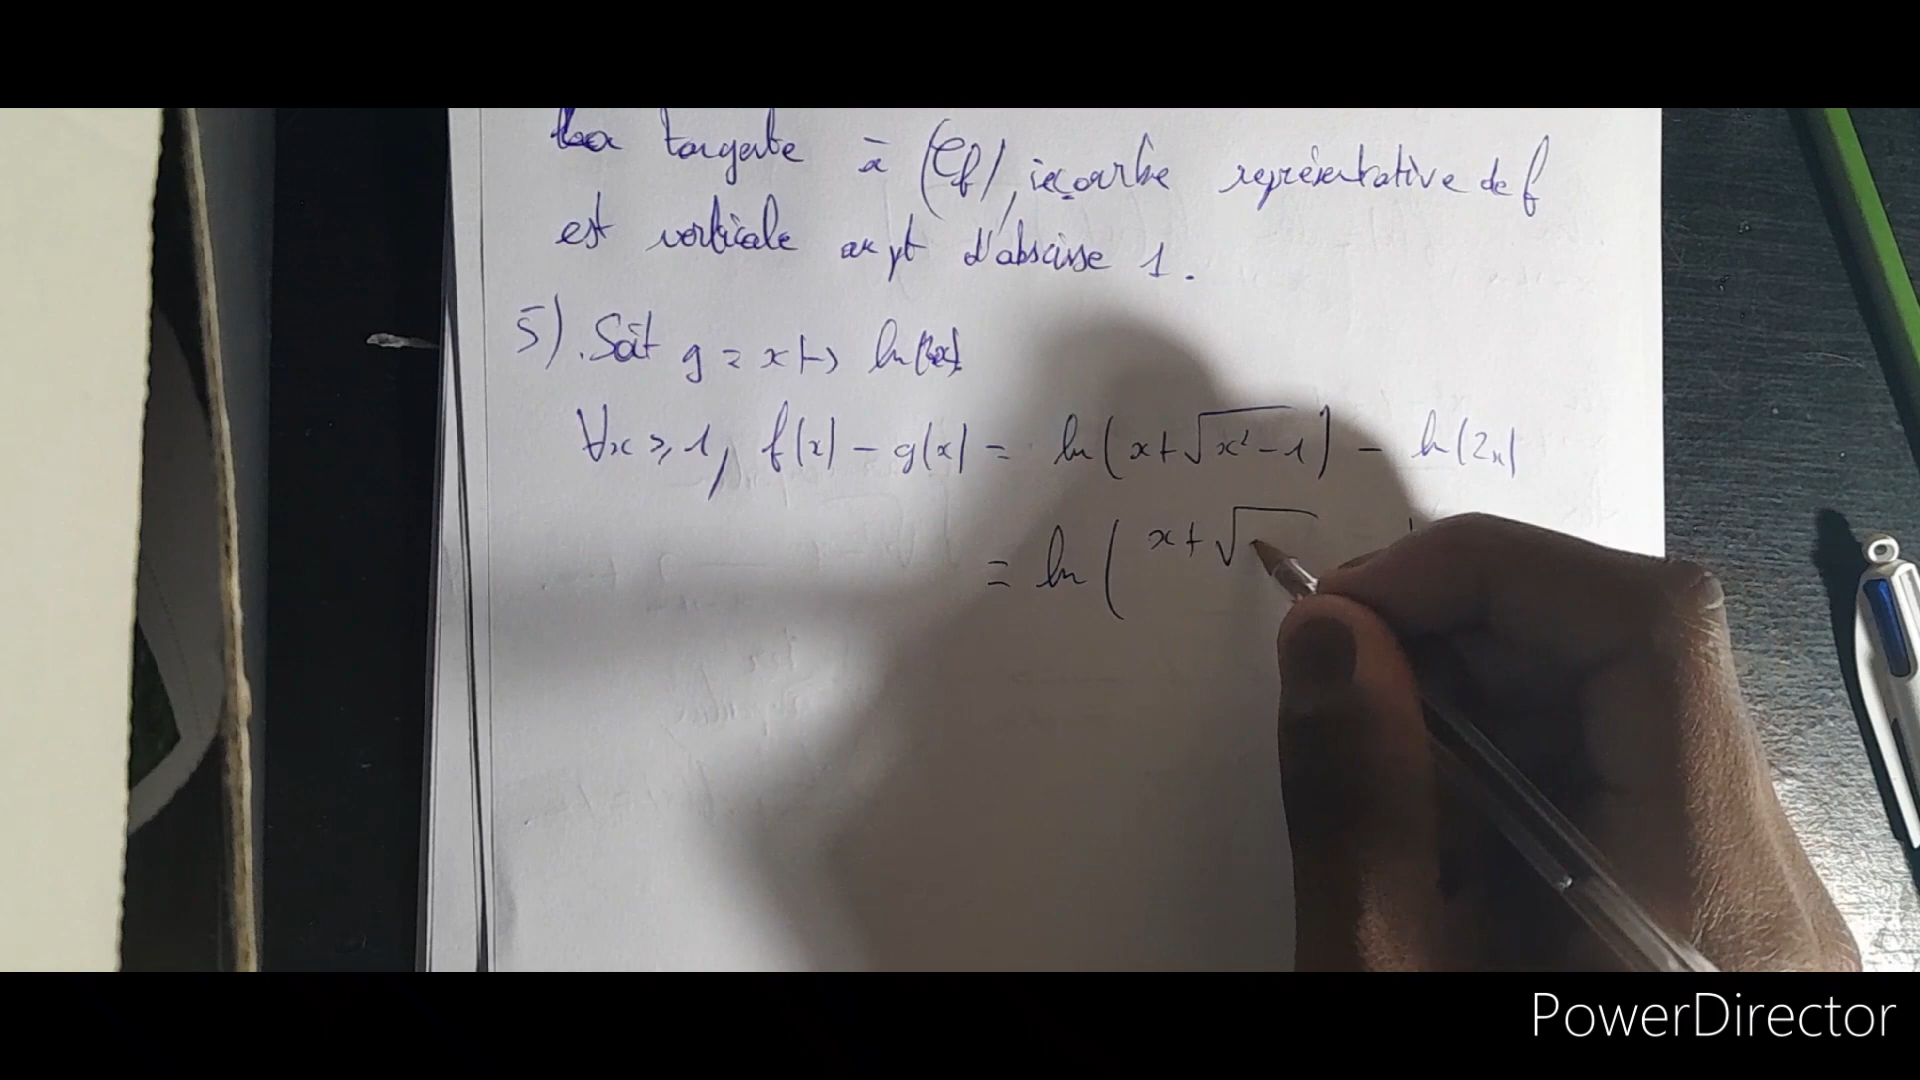 La tangente à (Cf), i.e. courbe représentative de f
est verticale au pt d'abscisse 1.
5). Soit g = x ↦ ln(2x)
∀x ≥ 1, f(x) - g(x) = ln(x+√x²-1) - ln(2x)
= ln( x+√
PowerDirector